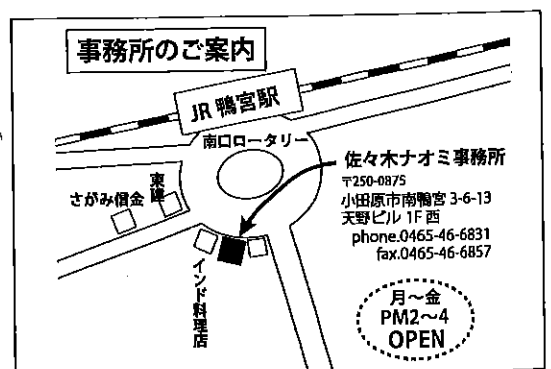 事務所のご案内
JR 鴨宮駅
南口ロータリー
佐々木ナオミ事務所
〒250-0875
小田原市南鴨宮 3-6-13
天野ビル 1F 西
phone.0465-46-6831
fax.0465-46-6857
さがみ信金
東建
インド料理店
月～金
PM2～4
OPEN